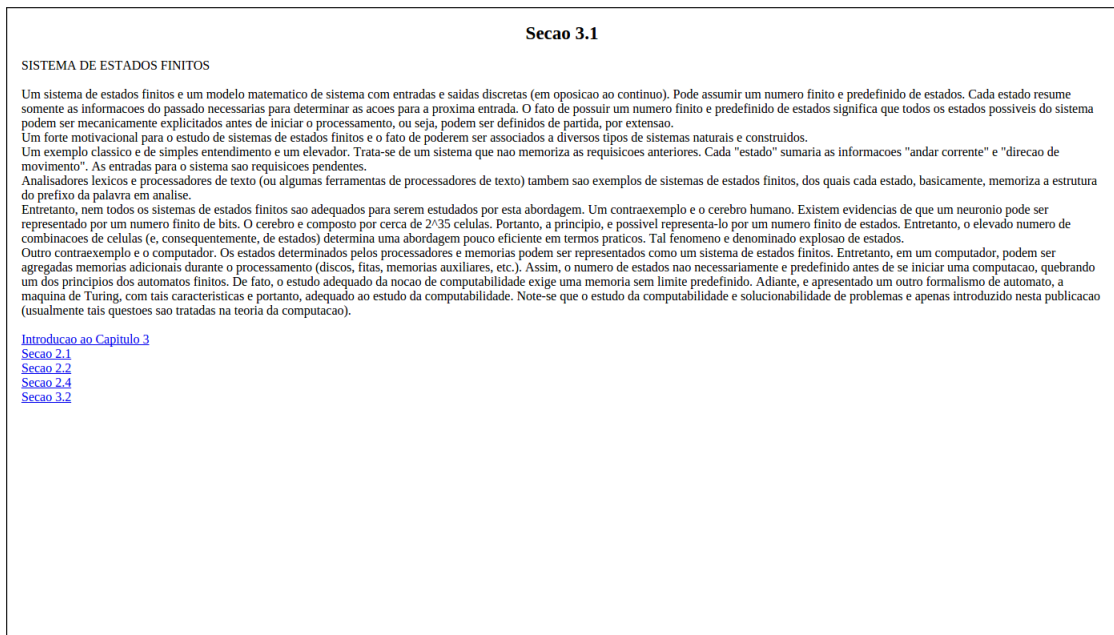 Secao 3.1
SISTEMA DE ESTADOS FINITOS
Um sistema de estados finitos e um modelo matematico de sistema com entradas e saidas discretas (em oposicao ao continuo). Pode assumir um numero finito e predefinido de estados. Cada estado resume
somente as informacoes do passado necessarias para determinar as acoes para a proxima entrada. O fato de possuir um numero finito e predefinido de estados significa que todos os estados possiveis do sistema
podem ser mecanicamente explicitados antes de iniciar o processamento, ou seja, podem ser definidos de partida, por extensao.
Um forte motivacional para o estudo de sistemas de estados finitos e o fato de poderem ser associados a diversos tipos de sistemas naturais e construidos.
Um exemplo classico e de simples entendimento e um elevador. Trata-se de um sistema que nao memoriza as requisicoes anteriores. Cada "estado" sumaria as informacoes "andar corrente" e "direcao de
movimento". As entradas para o sistema sao requisicoes pendentes.
Analisadores lexicos e processadores de texto (ou algumas ferramentas de processadores de texto) tambem sao exemplos de sistemas de estados finitos, dos quais cada estado, basicamente, memoriza a estrutura
do prefixo da palavra em analise.
Entretanto, nem todos os sistemas de estados finitos sao adequados para serem estudados por esta abordagem. Um contraexemplo e o cerebro humano. Existem evidencias de que um neuronio pode ser
representado por um numero finito de bits. O cerebro e composto por cerca de 2^35 celulas. Portanto, a principio, e possivel representa-lo por um numero finito de estados. Entretanto, o elevado numero de
combinacoes de celulas (e, consequentemente, de estados) determina uma abordagem pouco eficiente em termos praticos. Tal fenomeno e denominado explosao de estados.
Outro contraexemplo e o computador. Os estados determinados pelos processadores e memorias podem ser representados como um sistema de estados finitos. Entretanto, em um computador, podem ser
agregadas memorias adicionais durante o processamento (discos, fitas, memorias auxiliares, etc.). Assim, o numero de estados nao necessariamente e predefinido antes de se iniciar uma computacao, quebrando
um dos principios dos automatos finitos. De fato, o estudo adequado da nocao de computabilidade exige uma memoria sem limite predefinido. Adiante, e apresentado um outro formalismo de automato, a
maquina de Turing, com tais caracteristicas e portanto, adequado ao estudo da computabilidade. Note-se que o estudo da computabilidade e solucionabilidade de problemas e apenas introduzido nesta publicacao
(usualmente tais questoes sao tratadas na teoria da computacao).
Introducao ao Capitulo 3
Secao 2.1
Secao 2.2
Secao 2.4
Secao 3.2